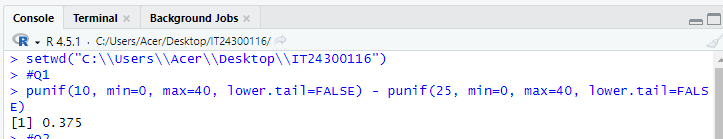 Console Terminal × Background Jobs ×
R 4.5.1 · C:/Users/Acer/Desktop/IT24300116/
> setwd("C:\\Users\\Acer\\Desktop\\IT24300116")
> #Q1
> punif(10, min=0, max=40, lower.tail=FALSE) - punif(25, min=0, max=40, lower.tail=FALS
E)
[1] 0.375
> #Q2